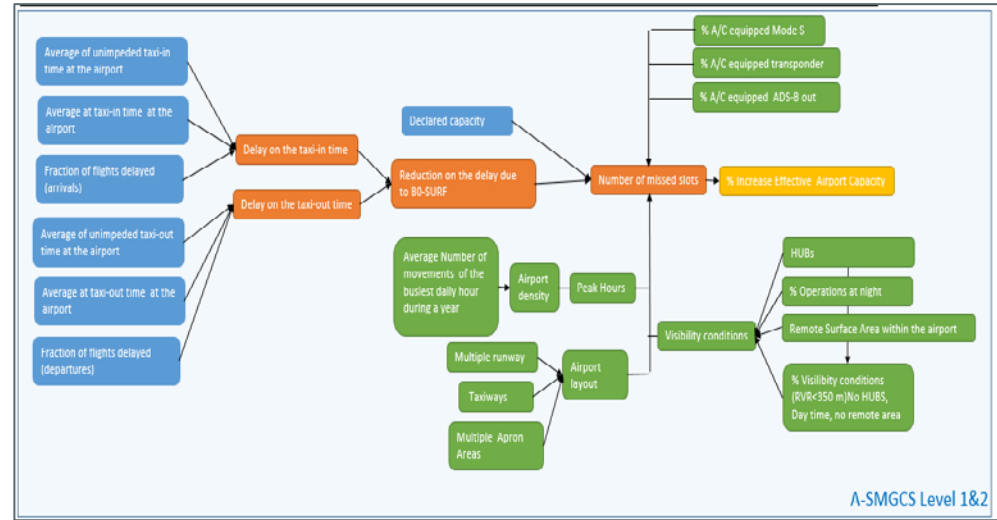 Average of unimpeded taxi-in
time at the airport
Average at taxi-in time at the
airport
Fraction of flights delayed
(arrivals)
Average of unimpeded taxi-out
time at the airport
Average at taxi-out time at the
airport
Fraction of flights delayed
(departures)
Delay on the taxi-in time
Delay on the taxi-out time
Declared capacity
Reduction on the delay due
to B0-SURF
Number of missed slots
% Increase Effective Airport Capacity
% A/C equipped Mode S
% A/C equipped transponder
% A/C equipped ADS-B out
Average Number of
movements of the
busiest daily hour
during a year
Airport
density
Peak Hours
Multiple runway
Taxiways
Multiple Apron
Areas
Airport
layout
Visibility conditions
HUBs
% Operations at night
Remote Surface Area within the airport
% Visilibity conditions
(RVR<350 m)No HUBS,
Day time, no remote area
A-SMGCS Level 1&2